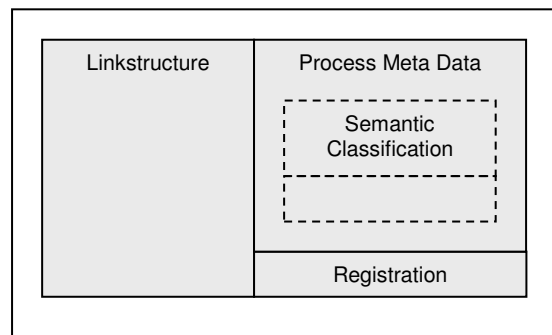 Linkstructure
Process Meta Data
Semantic
Classification
Registration